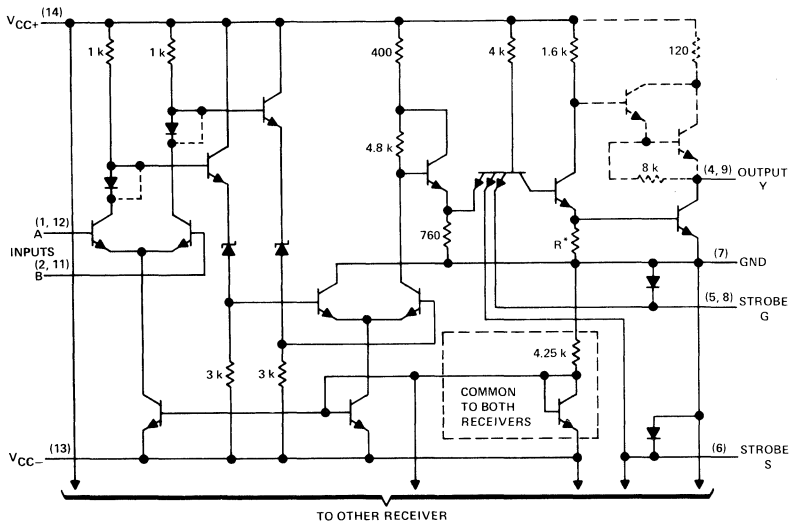 VCC+ (14)
1 k
1 k
400
4 k
1.6 k
120
4.8 k
8 k
(4, 9) OUTPUT
Y
(1, 12)
A
INPUTS
(2, 11)
B
760
R*
(7) GND
(5, 8) STROBE
G
3 k
3 k
4.25 k
COMMON
TO BOTH
RECEIVERS
VCC− (13)
(6) STROBE
S
TO OTHER RECEIVER